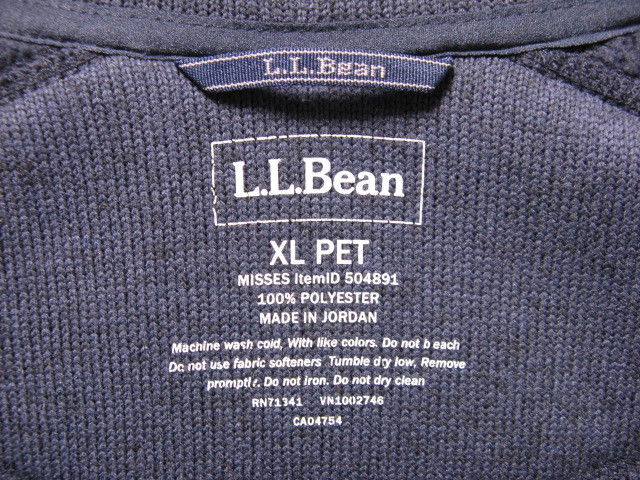 L.L.Bean
L.L.Bean
XL PET
MISSES ItemID 504891
100% POLYESTER
MADE IN JORDAN
Machine wash cold, With like colors. Do not b each
Do not use fabric softeners Tumble dry low, Remove
promptly. Do not iron. Do not dry clean
RN71341 VN1002746
CA04754